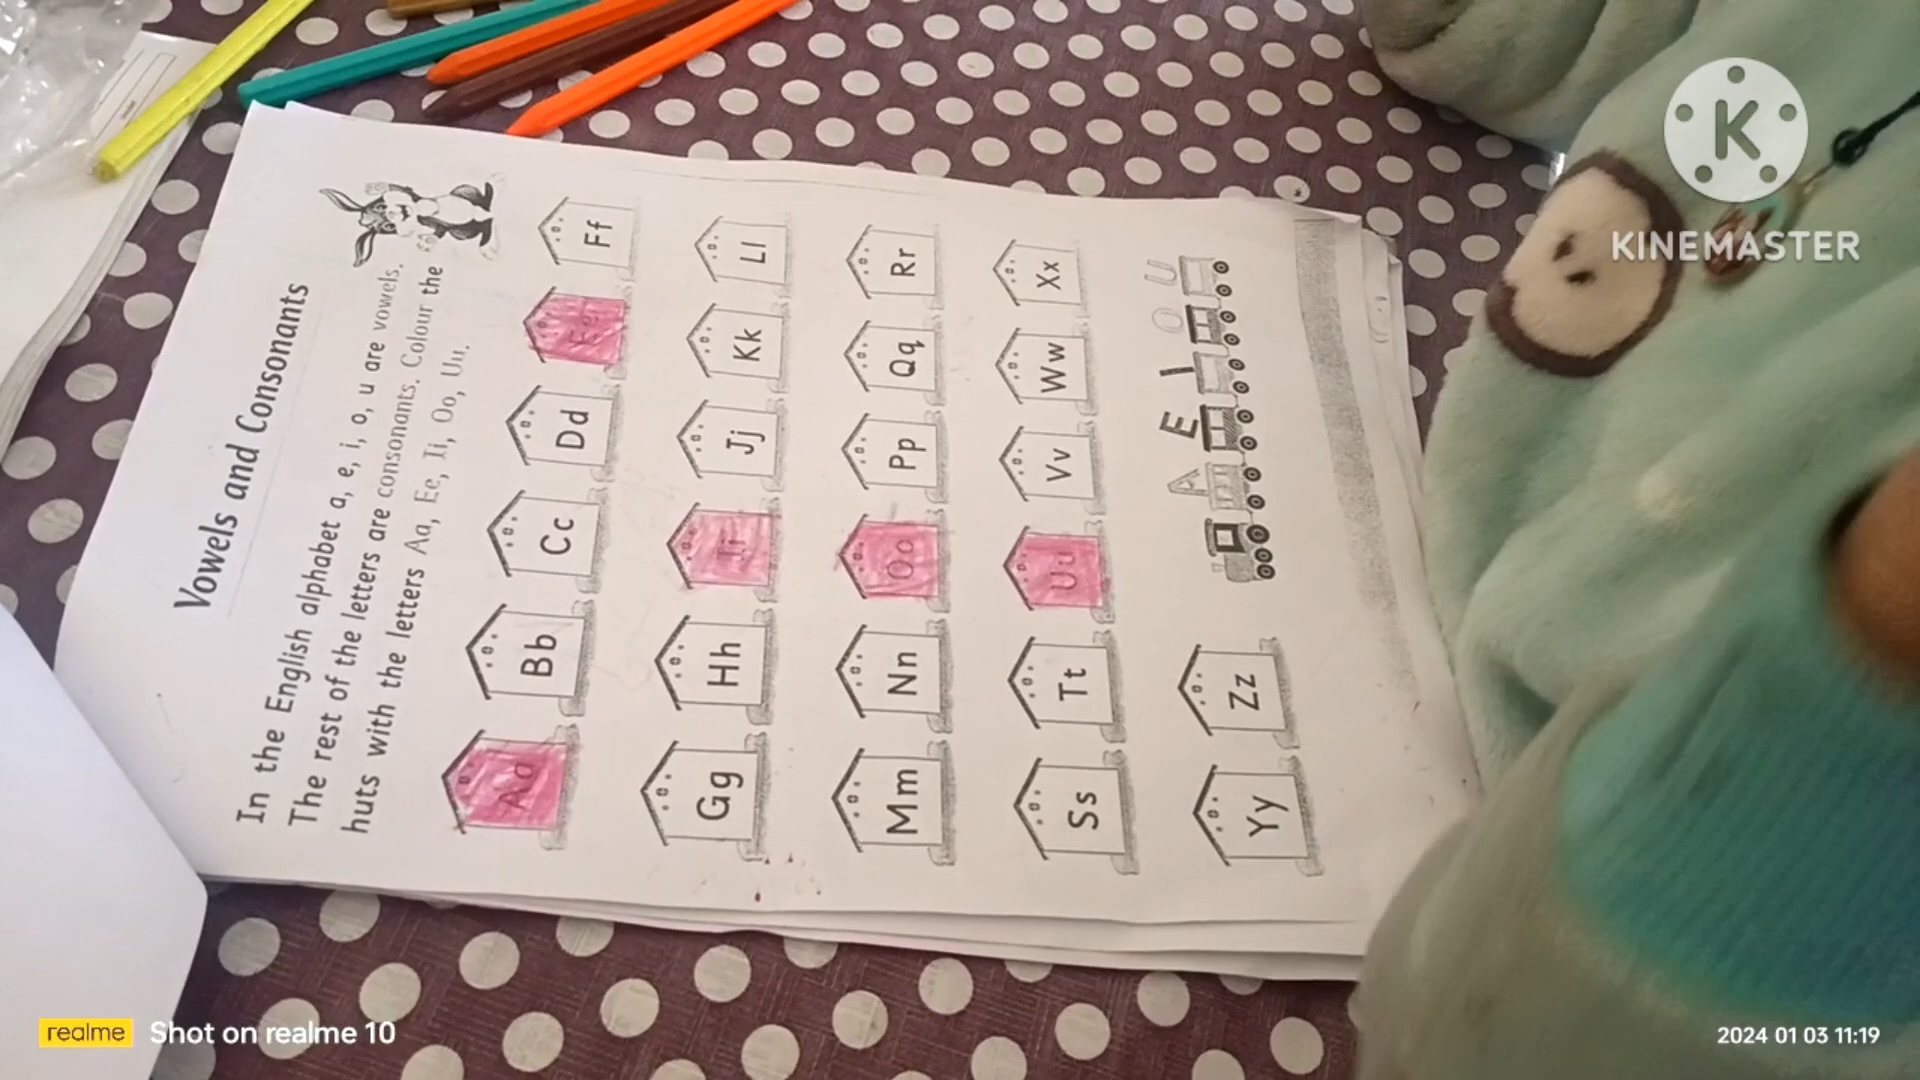 Vowels and Consonants
In the English alphabet a, e, i, o, u are vowels.
The rest of the letters are consonants. Colour the
huts with the letters Aa, Ee, Ii, Oo, Uu.
Aa Bb Cc Dd Ee Ff
Gg Hh Ii Jj Kk Ll
Mm Nn Oo Pp Qq Rr
Ss Tt Uu Vv Ww Xx
Yy Zz A E I O U
K
KINEMASTER
realme Shot on realme 10
2024 01 03 11:19